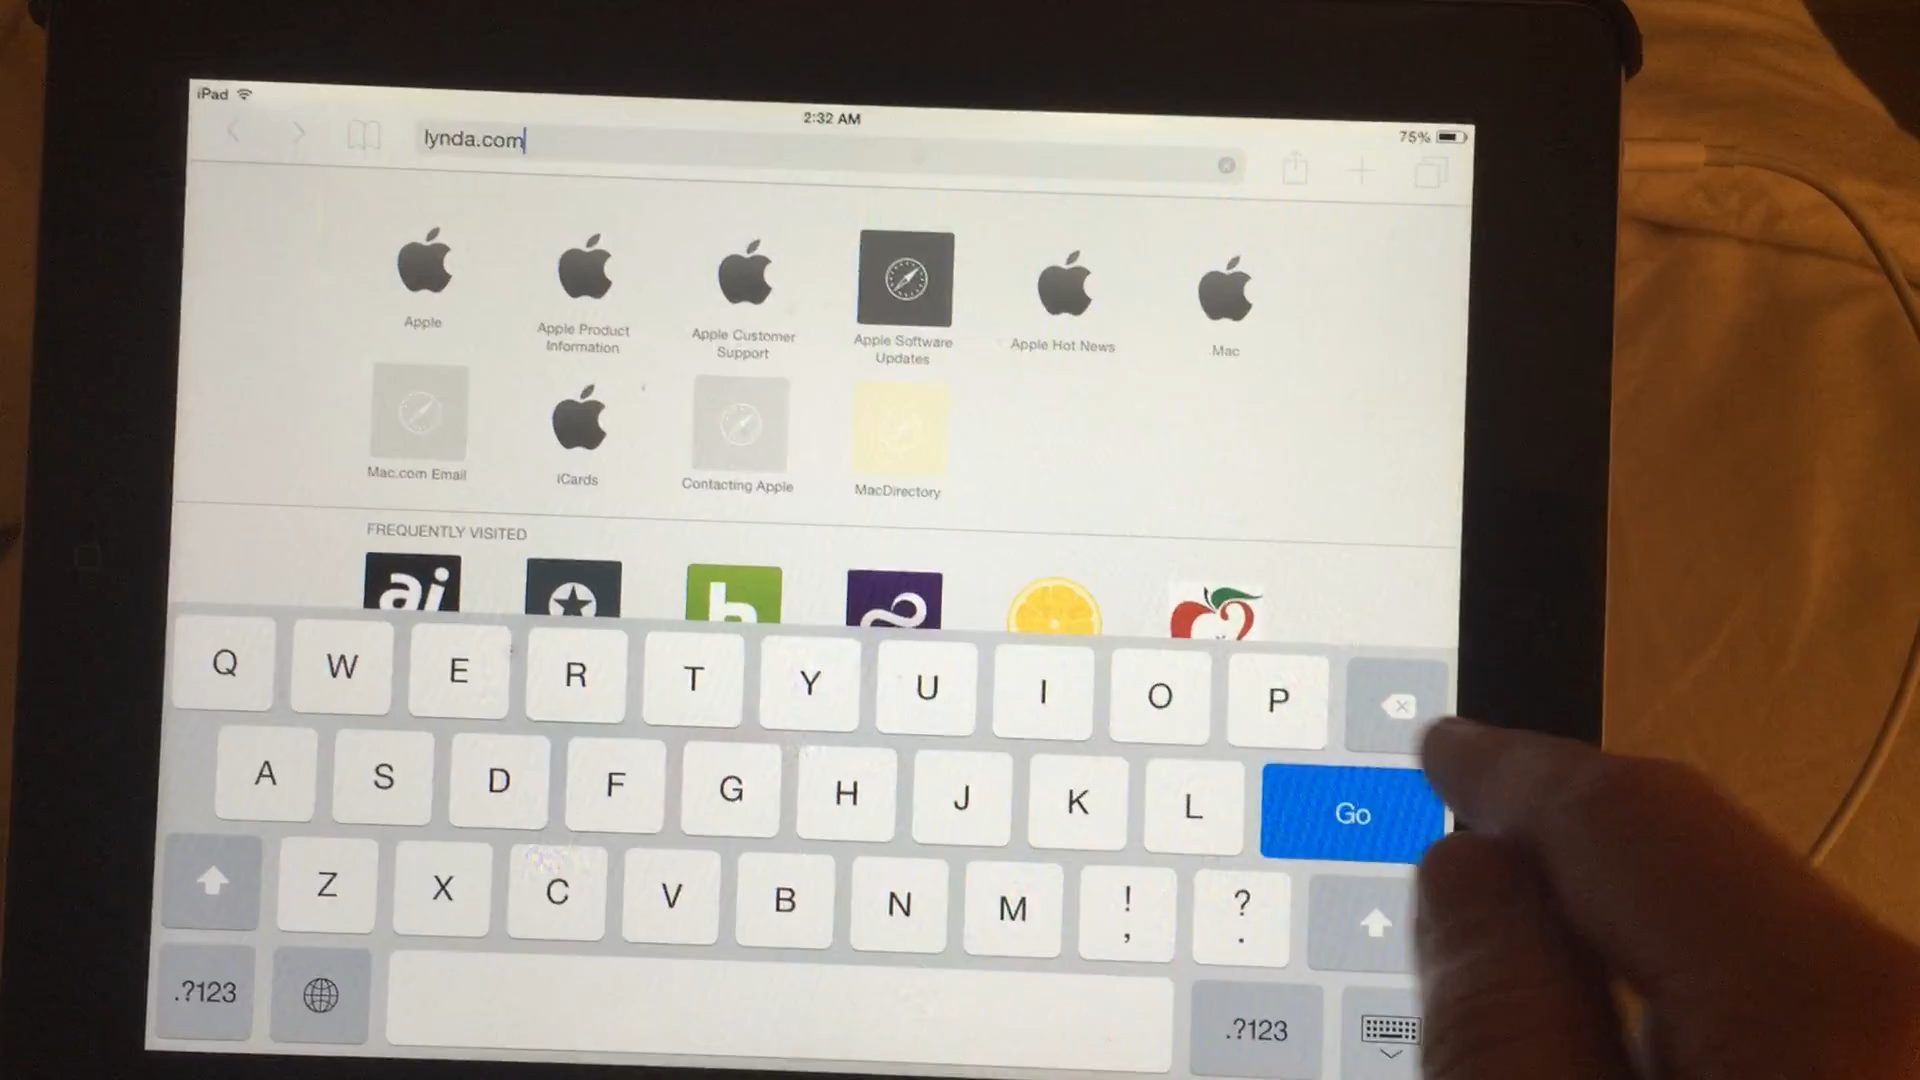 iPad
2:32 AM
75%
lynda.com
Apple
Apple Product
Information
Apple Customer
Support
Apple Software
Updates
Apple Hot News
.Mac
Mac.com Email
iCards
Contacting Apple
MacDirectory
FREQUENTLY VISITED
ai
h
Q W E R T Y U I O P
A S D F G H J K L Go
Z X C V B N M ! , ? .
.?123 .?123